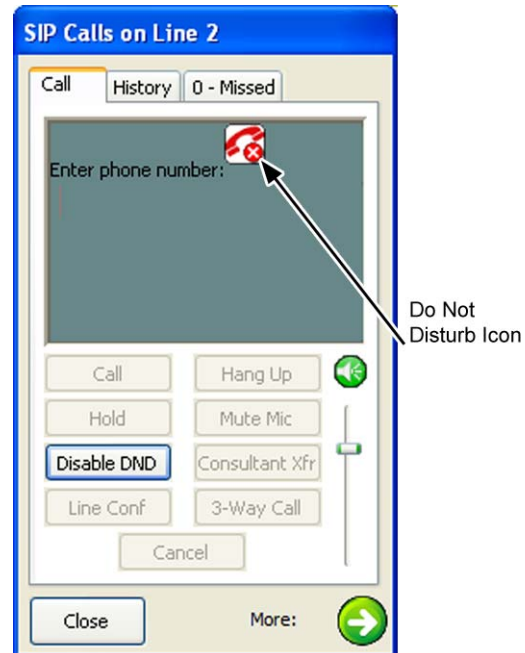 SIP Calls on Line 2
Call History 0 - Missed
Enter phone number:
Do Not
Disturb Icon
Call Hang Up
Hold Mute Mic
Disable DND Consultant Xfr
Line Conf 3-Way Call
Cancel
Close More: